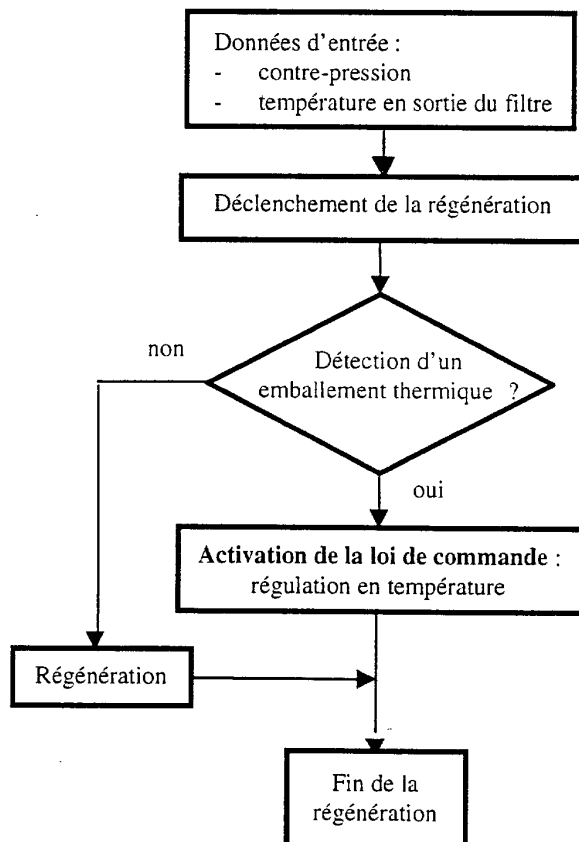 Données d'entrée :
- contre-pression
- température en sortie du filtre
Déclenchement de la régénération
non
Détection d'un
emballement thermique ?
oui
Activation de la loi de commande :
régulation en température
Régénération
Fin de la
régénération